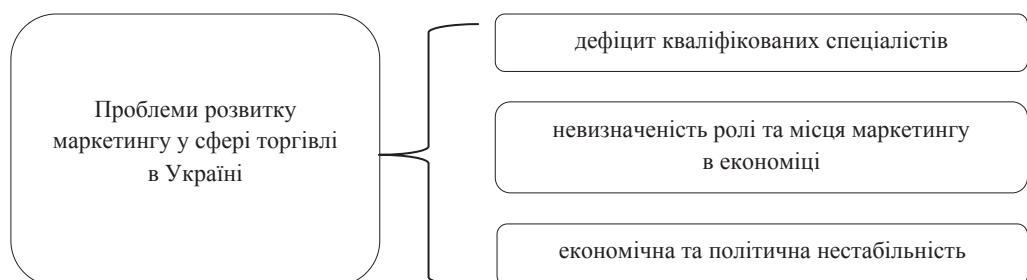 Проблеми розвитку
маркетингу у сфері торгівлі
в Україні
дефіцит кваліфікованих спеціалістів
невизначеність ролі та місця маркетингу
в економіці
економічна та політична нестабільність